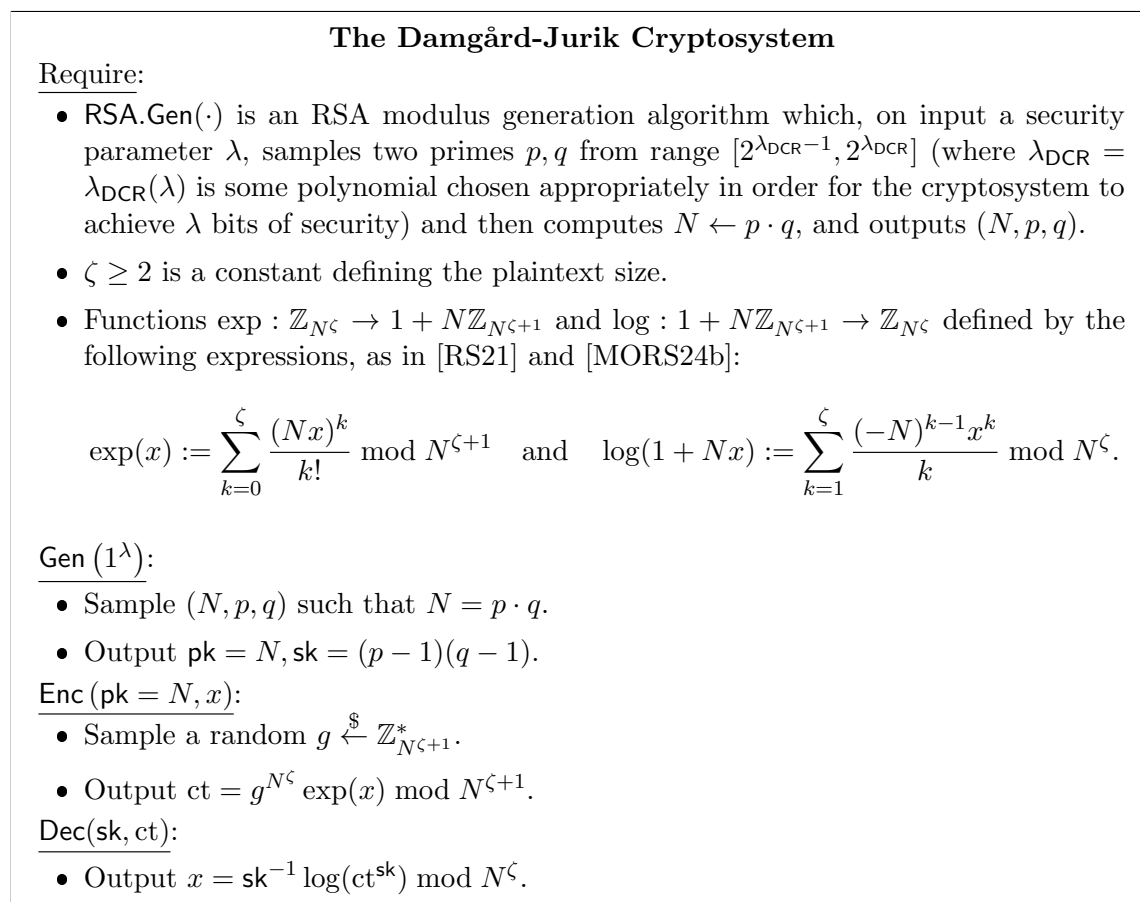 The Damgård-Jurik Cryptosystem
Require:
• RSA.Gen(·) is an RSA modulus generation algorithm which, on input a security
parameter λ, samples two primes p, q from range [2^{λ_DCR−1}, 2^{λ_DCR}] (where λ_DCR =
λ_DCR(λ) is some polynomial chosen appropriately in order for the cryptosystem to
achieve λ bits of security) and then computes N ← p · q, and outputs (N, p, q).
• ζ ≥ 2 is a constant defining the plaintext size.
• Functions exp : ℤ_{N^ζ} → 1 + Nℤ_{N^{ζ+1}} and log : 1 + Nℤ_{N^{ζ+1}} → ℤ_{N^ζ} defined by the
following expressions, as in [RS21] and [MORS24b]:
exp(x) := ∑_{k=0}^{ζ} (Nx)^k / k! mod N^{ζ+1} and log(1 + Nx) := ∑_{k=1}^{ζ} (−N)^{k−1}x^k / k mod N^ζ.
Gen (1^λ):
• Sample (N, p, q) such that N = p · q.
• Output pk = N, sk = (p − 1)(q − 1).
Enc (pk = N, x):
• Sample a random g ←$ ℤ*_{N^{ζ+1}}.
• Output ct = g^{N^ζ} exp(x) mod N^{ζ+1}.
Dec(sk, ct):
• Output x = sk^{−1} log(ct^{sk}) mod N^ζ.